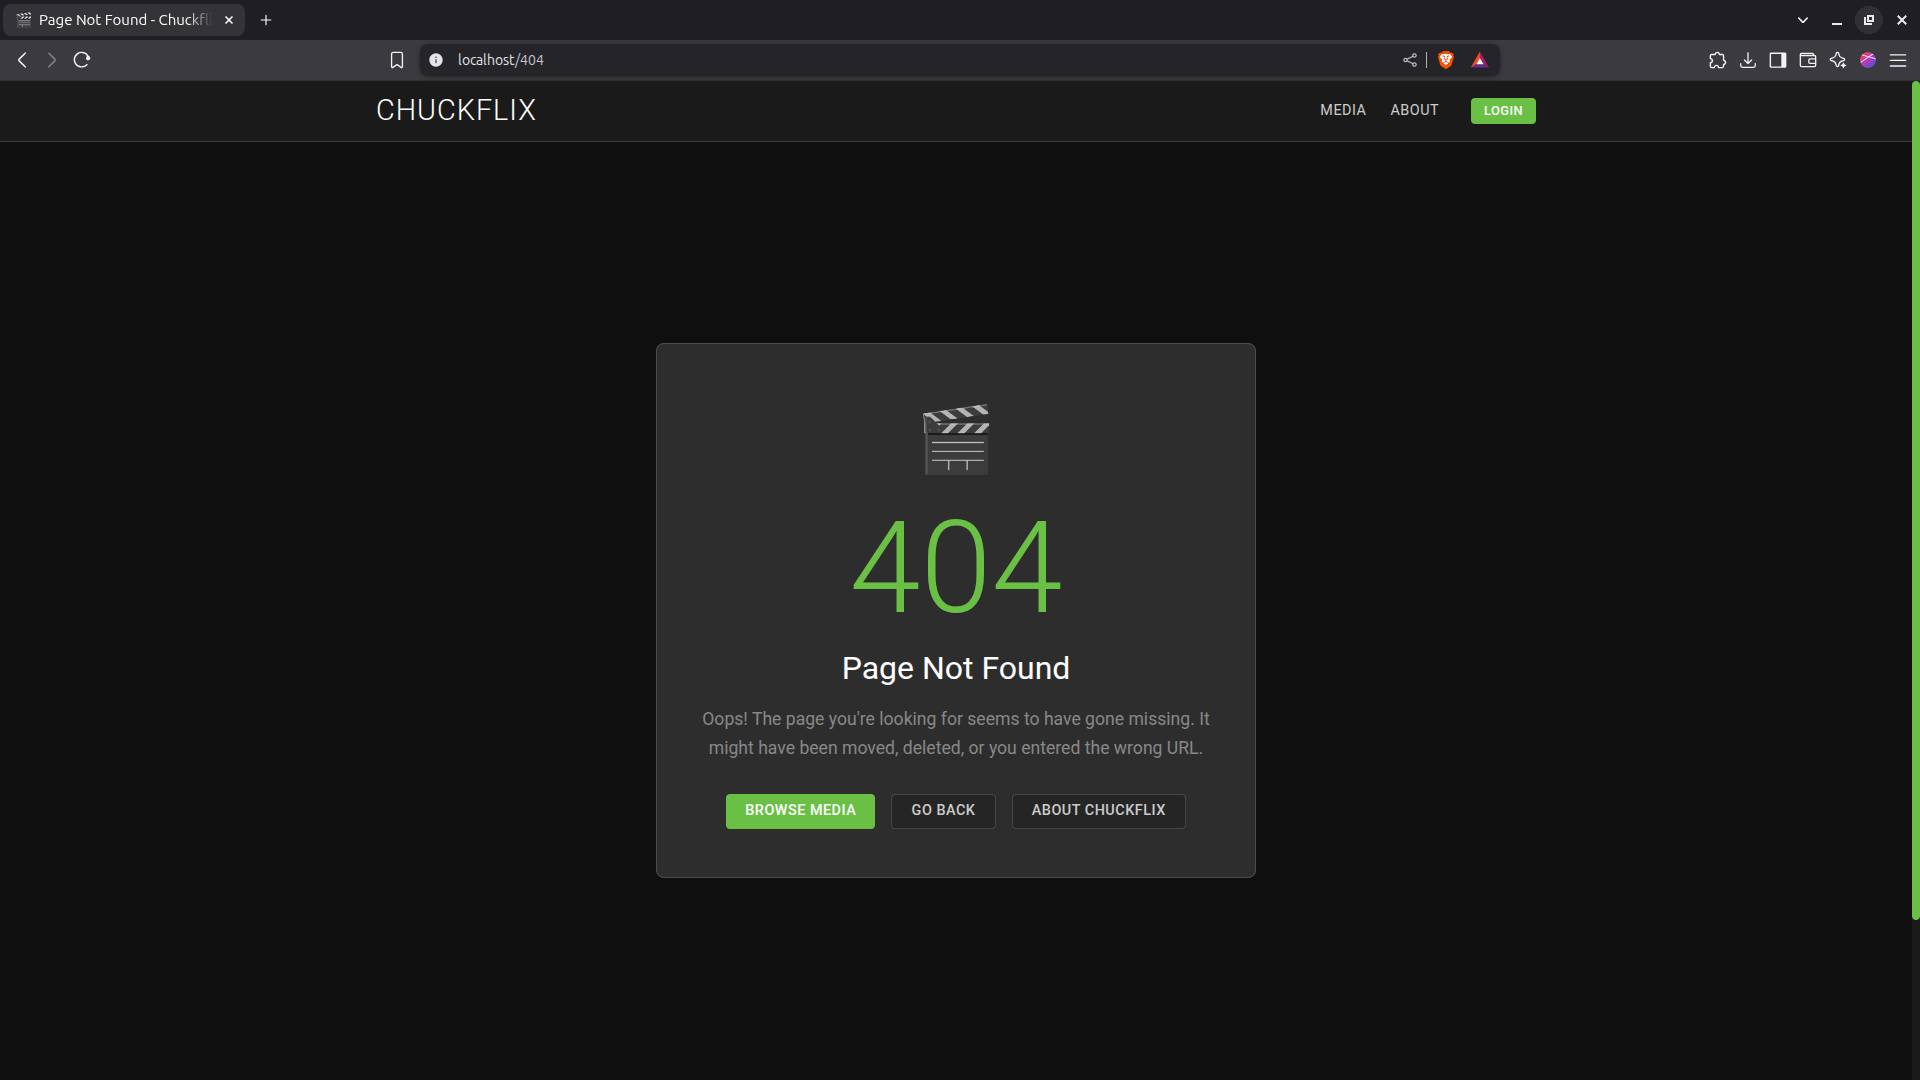 Page Not Found - Chuckfl
localhost/404
CHUCKFLIX
MEDIA
ABOUT
LOGIN
404
Page Not Found
Oops! The page you're looking for seems to have gone missing. It
might have been moved, deleted, or you entered the wrong URL.
BROWSE MEDIA
GO BACK
ABOUT CHUCKFLIX